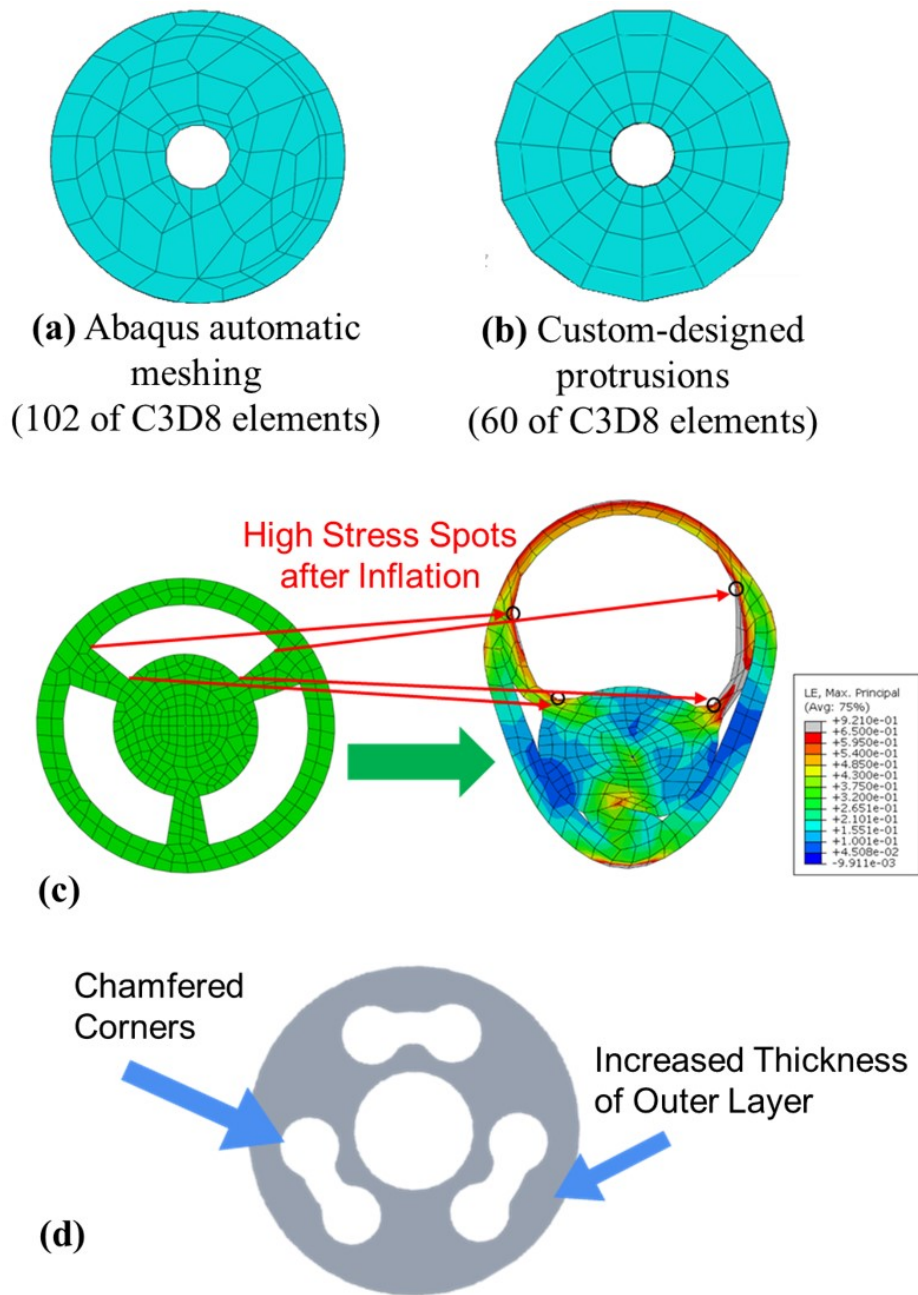 (a) Abaqus automatic
meshing
(102 of C3D8 elements)
(b) Custom-designed
protrusions
(60 of C3D8 elements)
High Stress Spots
after Inflation
LE, Max. Principal
(Avg: 75%)
+9.210e-01
+6.500e-01
+5.950e-01
+5.400e-01
+4.850e-01
+4.300e-01
+3.750e-01
+3.200e-01
+2.651e-01
+2.101e-01
+1.551e-01
+1.001e-01
+4.508e-02
-9.911e-03
(c)
Chamfered
Corners
Increased Thickness
of Outer Layer
(d)